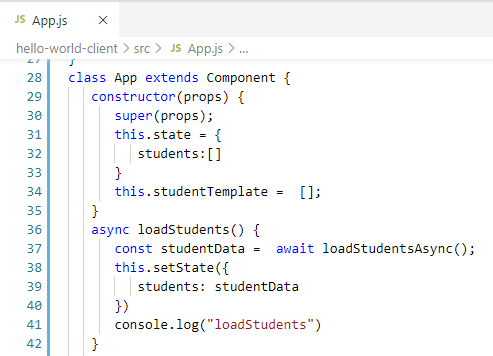 JS App.js ×
hello-world-client > src > JS App.js > ...
27 }
28 class App extends Component {
29 constructor(props) {
30 super(props);
31 this.state = {
32 students:[]
33 }
34 this.studentTemplate =  [];
35 }
36 async loadStudents() {
37 const studentData =  await loadStudentsAsync();
38 this.setState({
39 students: studentData
40 })
41 console.log("loadStudents")
42 }